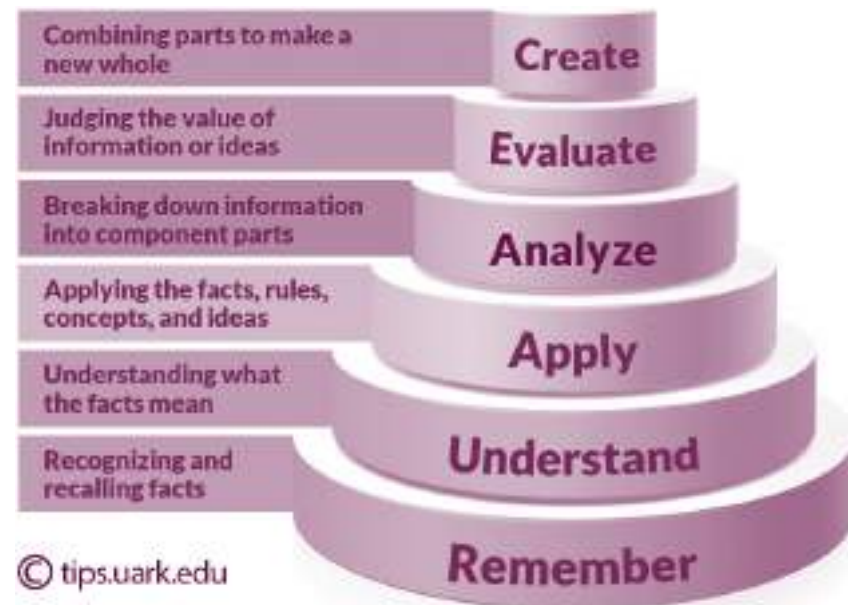 Combining parts to make a
new whole
Create
Judging the value of
information or ideas
Evaluate
Breaking down information
into component parts
Analyze
Applying the facts, rules,
concepts, and ideas
Apply
Understanding what
the facts mean
Understand
Recognizing and
recalling facts
Remember
© tips.uark.edu